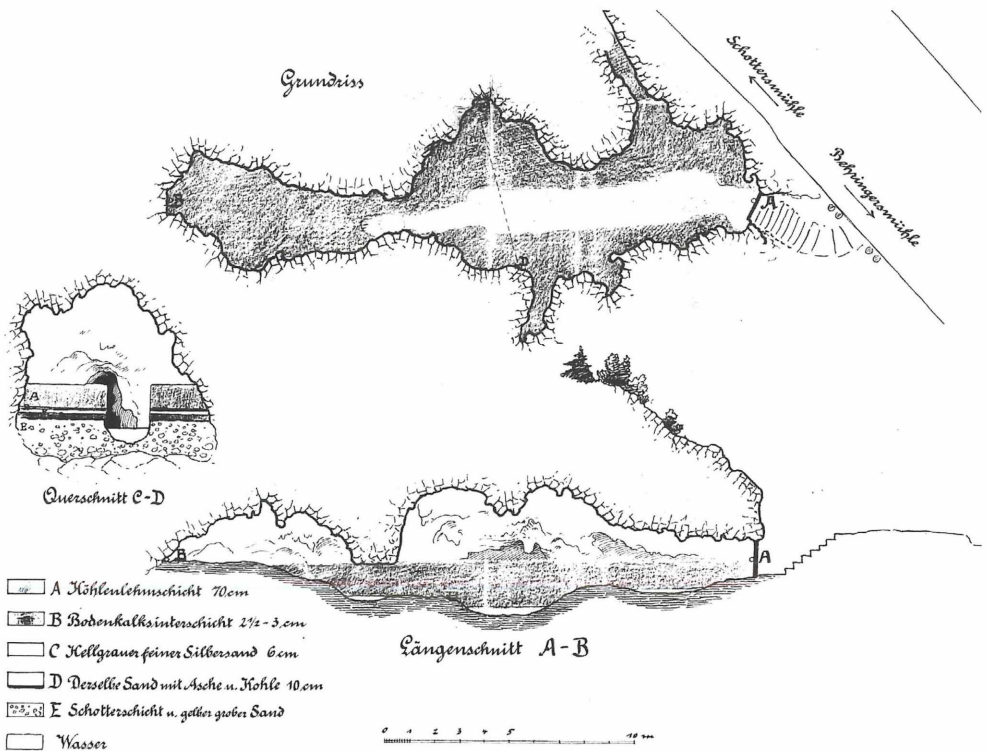 Grundriss
Schottersmühle
Behringersmühle
B
A
D
A
B
E
Querschnitt C-D
B
A
Längenschnitt A-B
A Höhlenlehmschicht 70 cm
B Bodenkalksinterschicht 2½-3 cm
C Hellgrauer feiner Silbersand 6 cm
D Derselbe Sand mit Asche u. Kohle 10 cm
E Schotterschicht u. gelber grober Sand
Wasser
0 1 2 3 4 5 10 m